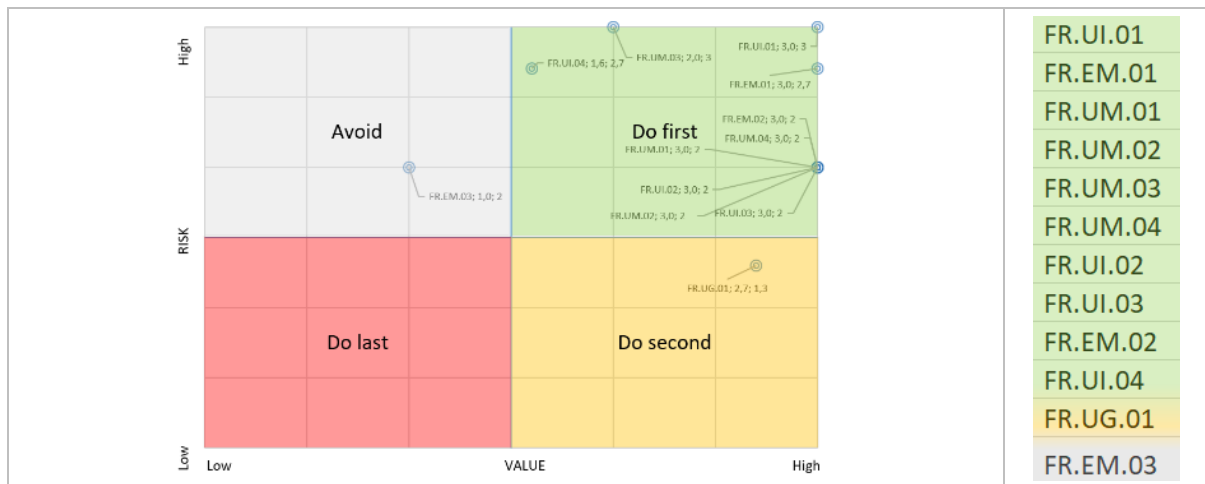 High
RISK
Low
Low
VALUE
High
Avoid
Do first
Do last
Do second
FR.UI.04; 1,6; 2,7
FR.UM.03; 2,0; 3
FR.UI.01; 3,0; 3
FR.EM.01; 3,0; 2,7
FR.EM.02; 3,0; 2
FR.UM.04; 3,0; 2
FR.UM.01; 3,0; 2
FR.UI.02; 3,0; 2
FR.UM.02; 3,0; 2
FR.UI.03; 3,0; 2
FR.EM.03; 1,0; 2
FR.UG.01; 2,7; 1,3
FR.UI.01
FR.EM.01
FR.UM.01
FR.UM.02
FR.UM.03
FR.UM.04
FR.UI.02
FR.UI.03
FR.EM.02
FR.UI.04
FR.UG.01
FR.EM.03